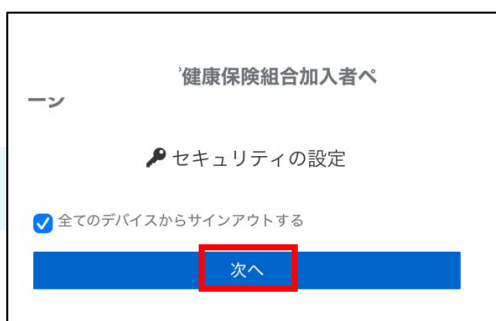 健康保険組合加入者ペ
ージ
セキュリティの設定
全てのデバイスからサインアウトする
次へ